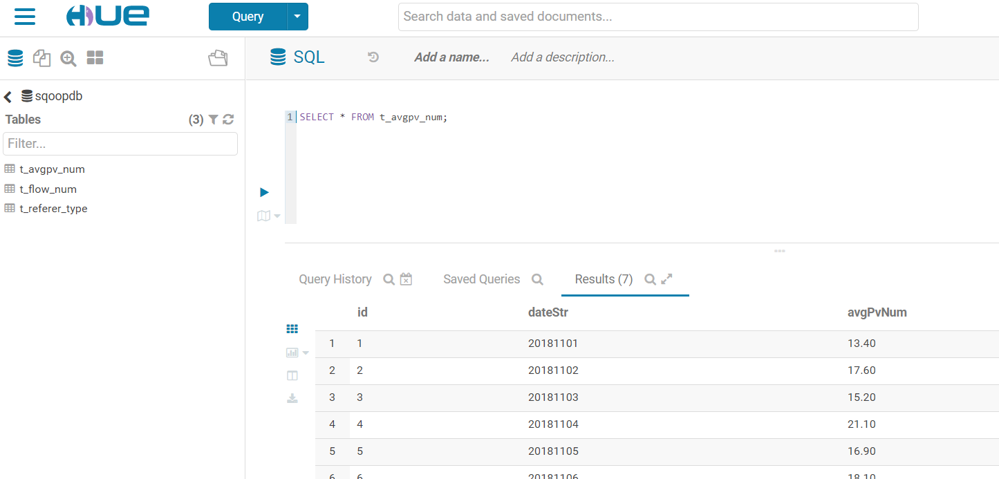 HUE
Query
Search data and saved documents...
SQL
Add a name...
Add a description...
sqoopdb
Tables
(3)
Filter...
t_avgpv_num
t_flow_num
t_referer_type
1
SELECT * FROM t_avgpv_num;
Query History
Saved Queries
Results (7)
id dateStr avgPvNum
1 1 20181101 13.40
2 2 20181102 17.60
3 3 20181103 15.20
4 4 20181104 21.10
5 5 20181105 16.90
6 6 20181106 18.10